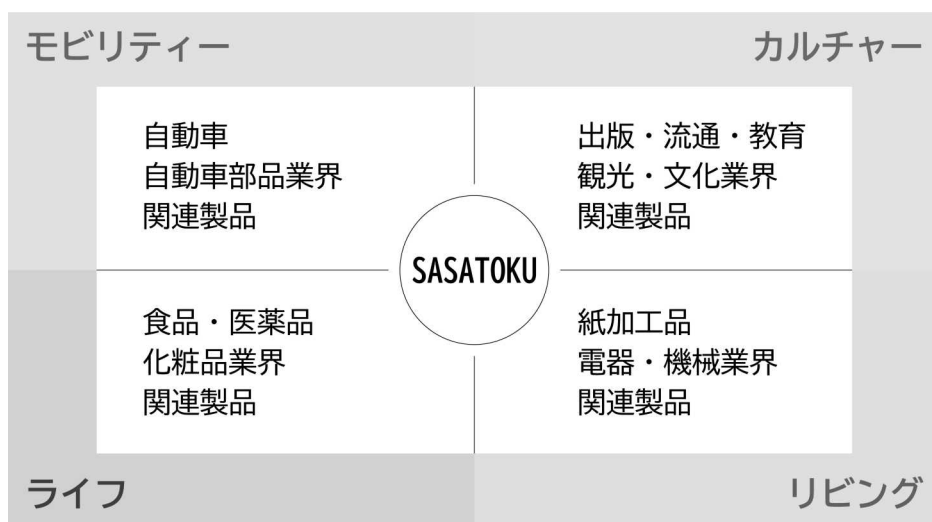 モビリティー
カルチャー
自動車
自動車部品業界
関連製品
出版・流通・教育
観光・文化業界
関連製品
SASATOKU
食品・医薬品
化粧品業界
関連製品
紙加工品
電器・機械業界
関連製品
ライフ
リビング